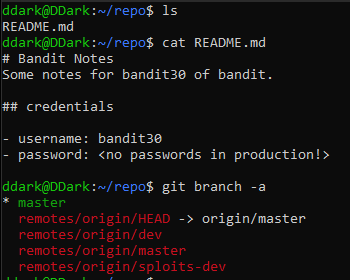 ddark@DDark:~/repo$ ls
README.md
ddark@DDark:~/repo$ cat README.md
# Bandit Notes
Some notes for bandit30 of bandit.

## credentials

- username: bandit30
- password: <no passwords in production!>

ddark@DDark:~/repo$ git branch -a
* master
  remotes/origin/HEAD -> origin/master
  remotes/origin/dev
  remotes/origin/master
  remotes/origin/sploits-dev